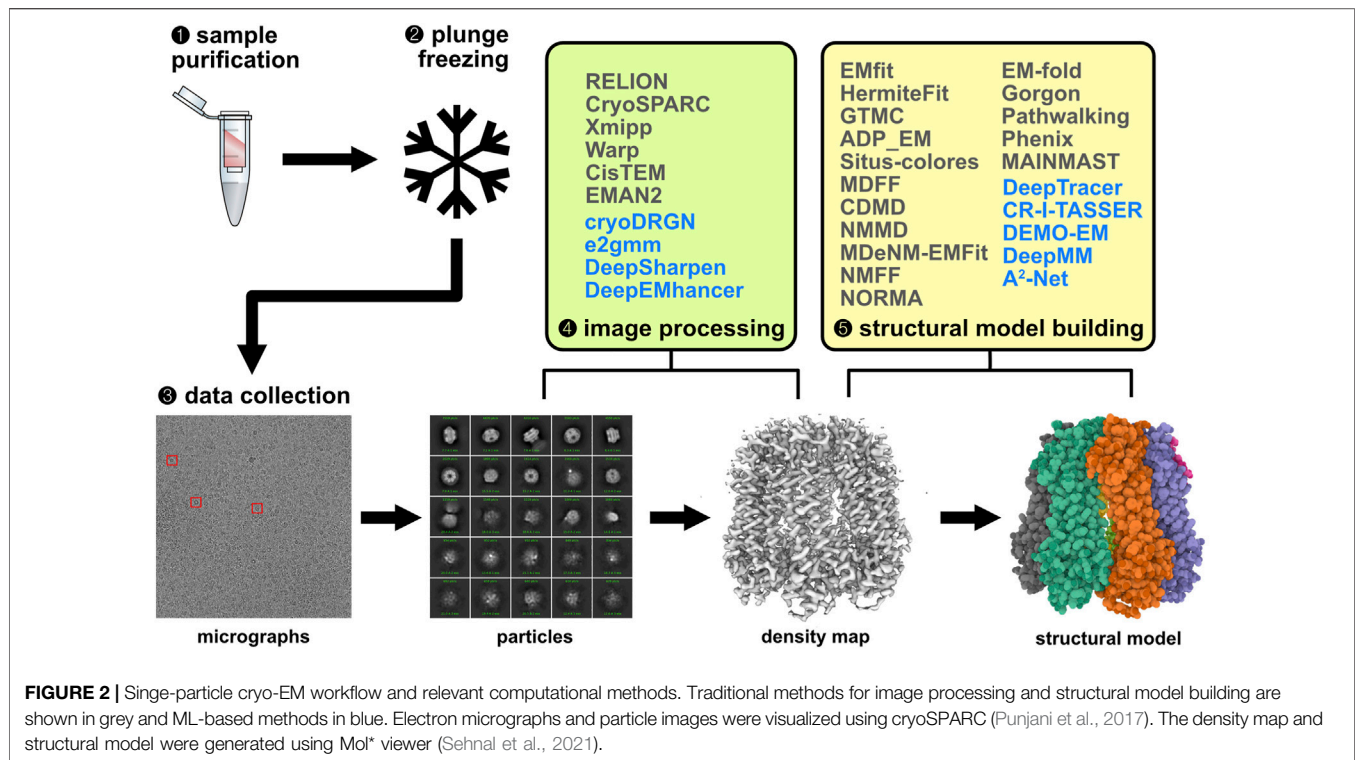 ❶ sample
purification
❷ plunge
freezing
RELION
CryoSPARC
Xmipp
Warp
CisTEM
EMAN2
cryoDRGN
e2gmm
DeepSharpen
DeepEMhancer
❹ image processing
EMfit
HermiteFit
GTMC
ADP_EM
Situs-colores
MDFF
CDMD
NMMD
MDeNM-EMFit
NMFF
NORMA
EM-fold
Gorgon
Pathwalking
Phenix
MAINMAST
DeepTracer
CR-I-TASSER
DEMO-EM
DeepMM
A²-Net
❺ structural model building
❸ data collection
micrographs
particles
density map
structural model
FIGURE 2 | Singe-particle cryo-EM workflow and relevant computational methods. Traditional methods for image processing and structural model building are
shown in grey and ML-based methods in blue. Electron micrographs and particle images were visualized using cryoSPARC (Punjani et al., 2017). The density map and
structural model were generated using Mol* viewer (Sehnal et al., 2021).